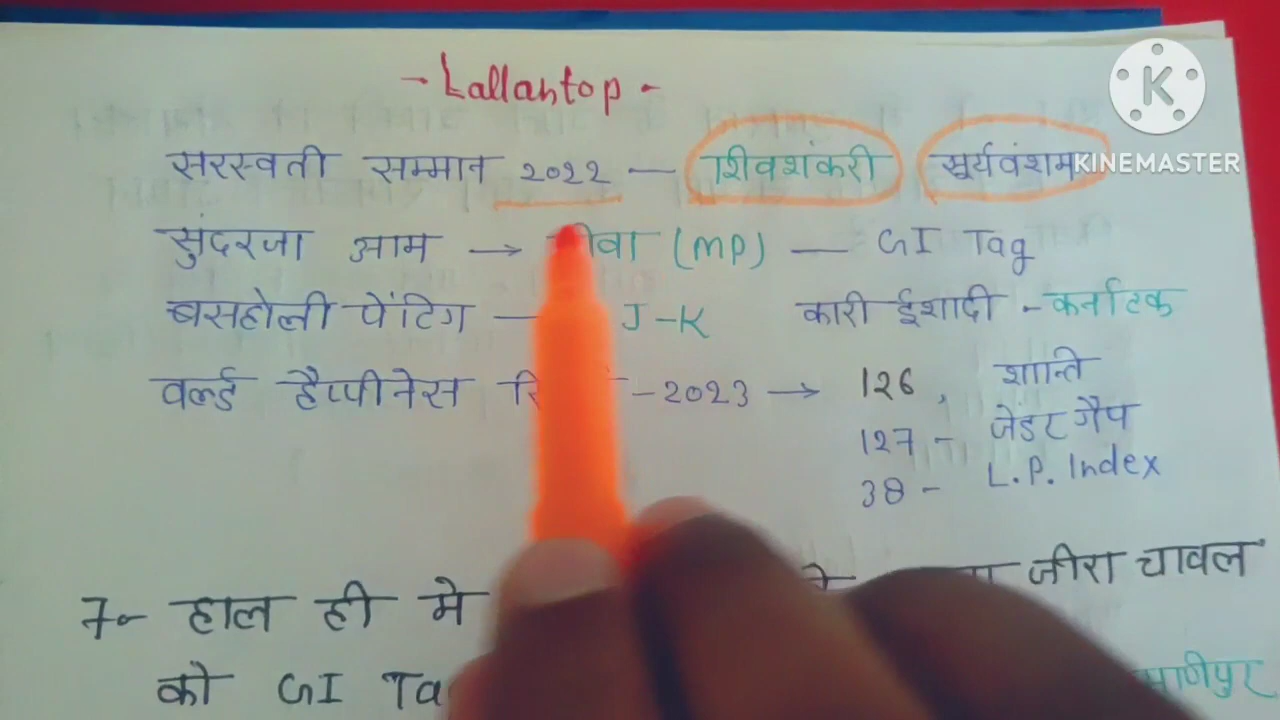 - Lallantop -
सरस्वती सम्मान 2022 — शिवशंकरी सूर्यवंशम
KINEMASTER
सुंदरजा आम → (MP) — GI Tag
बसहोली पेंटिग — J-K कारी ईशादी - कर्नाटक
वर्ल्ड हैप्पीनेस -2023 → 126, शान्ति
127 - जेंडर गैप
38 - L.P. Index
7- हाल ही मे जीरा चावल
को GI